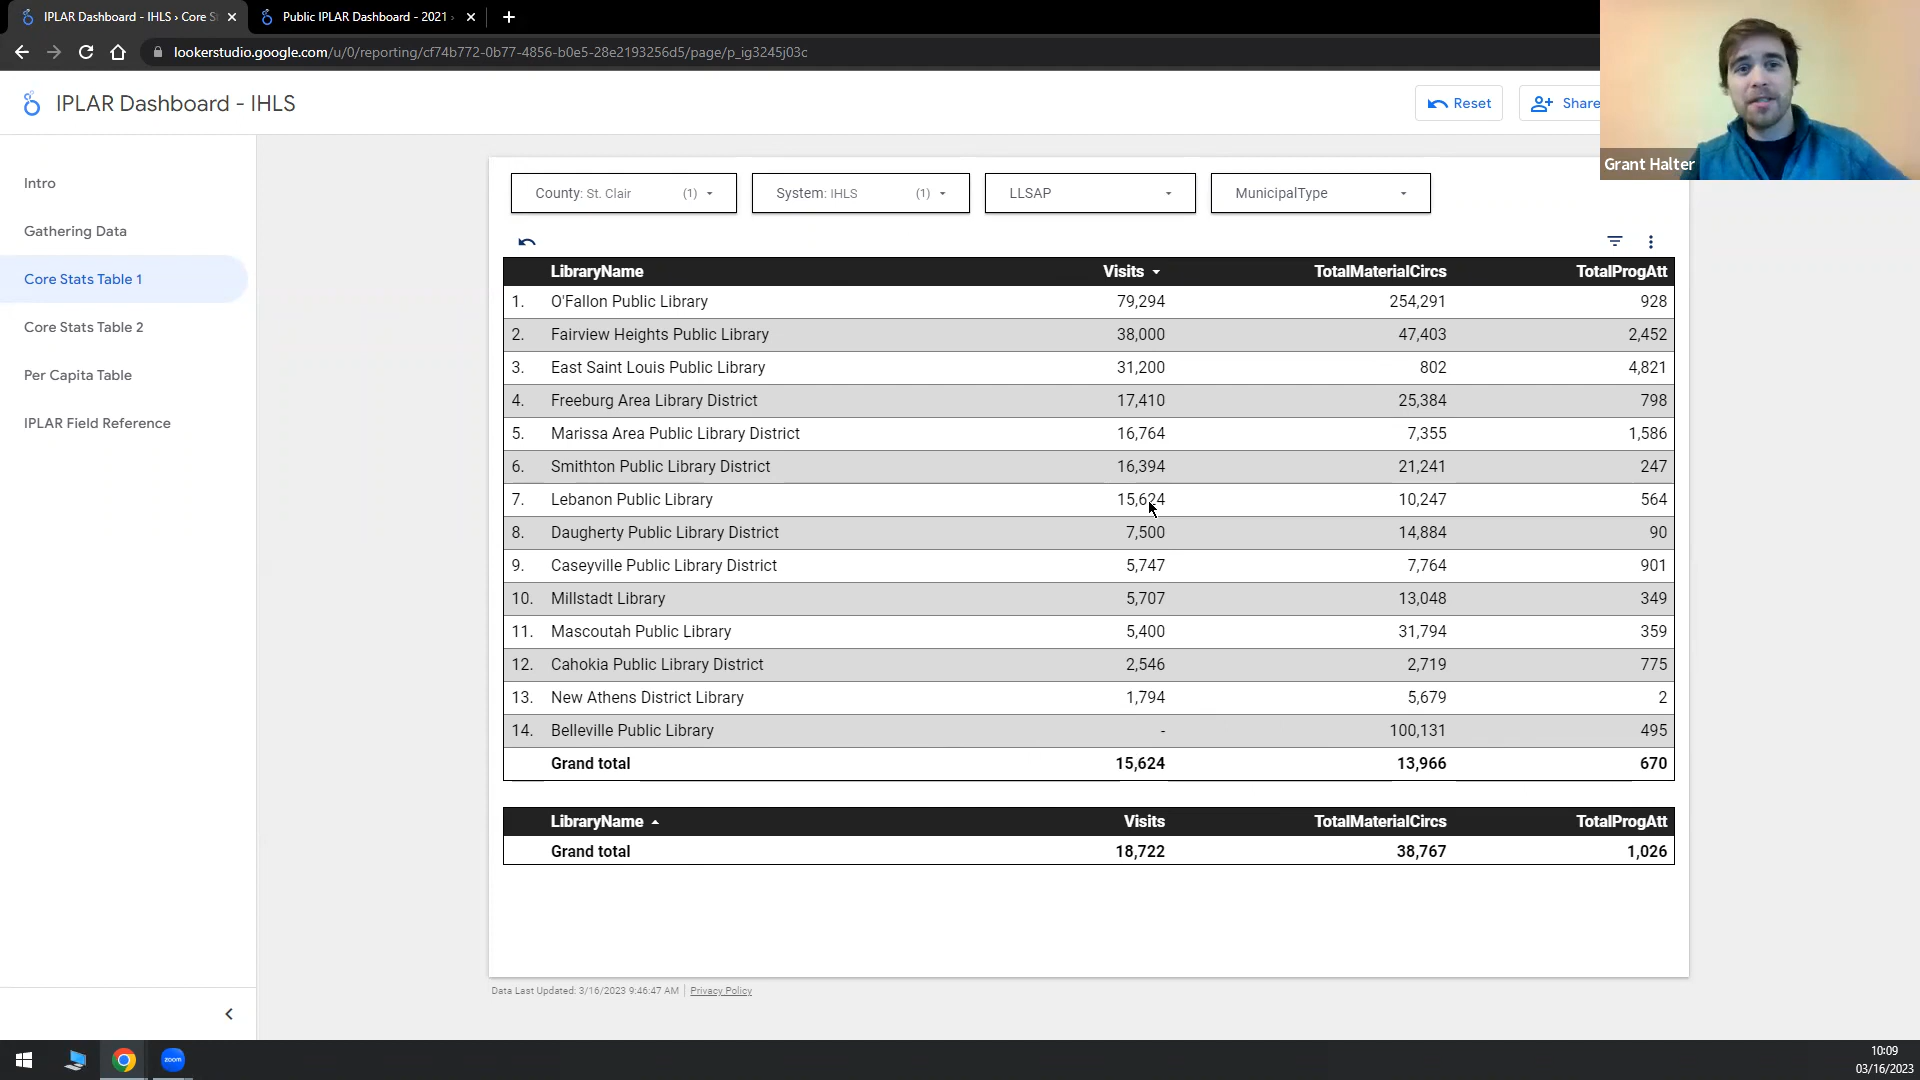 IPLAR Dashboard - IHLS › Core S
Public IPLAR Dashboard - 2021 ›
lookerstudio.google.com/u/0/reporting/cf74b772-0b77-4856-b0e5-28e2193256d5/page/p_ig3245j03c
IPLAR Dashboard - IHLS
Reset
Share
Grant Halter
Intro
Gathering Data
Core Stats Table 1
Core Stats Table 2
Per Capita Table
IPLAR Field Reference
County: St. Clair (1)
System: IHLS (1)
LLSAP
MunicipalType
LibraryName Visits TotalMaterialCircs TotalProgAtt
1. O'Fallon Public Library 79,294 254,291 928
2. Fairview Heights Public Library 38,000 47,403 2,452
3. East Saint Louis Public Library 31,200 802 4,821
4. Freeburg Area Library District 17,410 25,384 798
5. Marissa Area Public Library District 16,764 7,355 1,586
6. Smithton Public Library District 16,394 21,241 247
7. Lebanon Public Library 15,624 10,247 564
8. Daugherty Public Library District 7,500 14,884 90
9. Caseyville Public Library District 5,747 7,764 901
10. Millstadt Library 5,707 13,048 349
11. Mascoutah Public Library 5,400 31,794 359
12. Cahokia Public Library District 2,546 2,719 775
13. New Athens District Library 1,794 5,679 2
14. Belleville Public Library - 100,131 495
Grand total 15,624 13,966 670
LibraryName Visits TotalMaterialCircs TotalProgAtt
Grand total 18,722 38,767 1,026
Data Last Updated: 3/16/2023 9:46:47 AM | Privacy Policy
zoom
10:09
03/16/2023